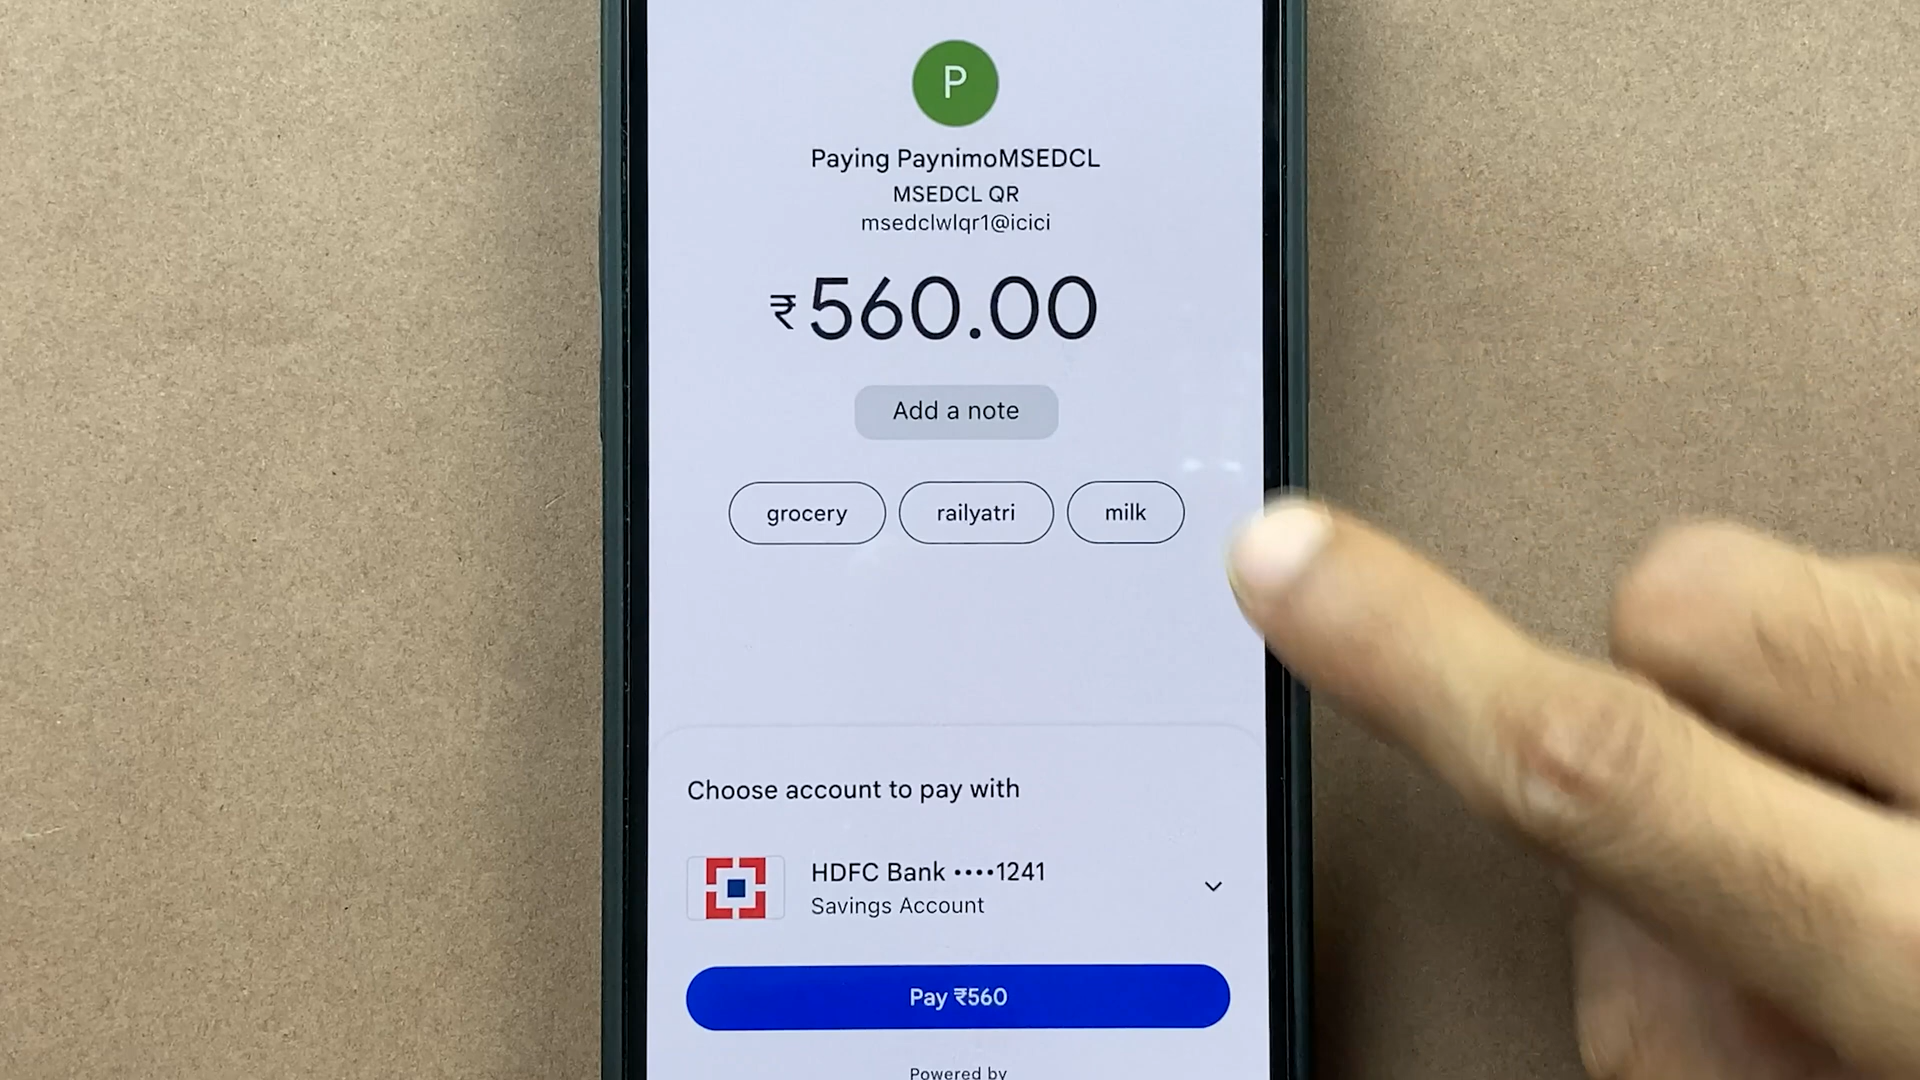 P
Paying PaynimoMSEDCL
MSEDCL QR
msedclwlqr1@icici
₹560.00
Add a note
grocery railyatri milk
Choose account to pay with
HDFC Bank ••••1241
Savings Account
Pay ₹560
Powered by